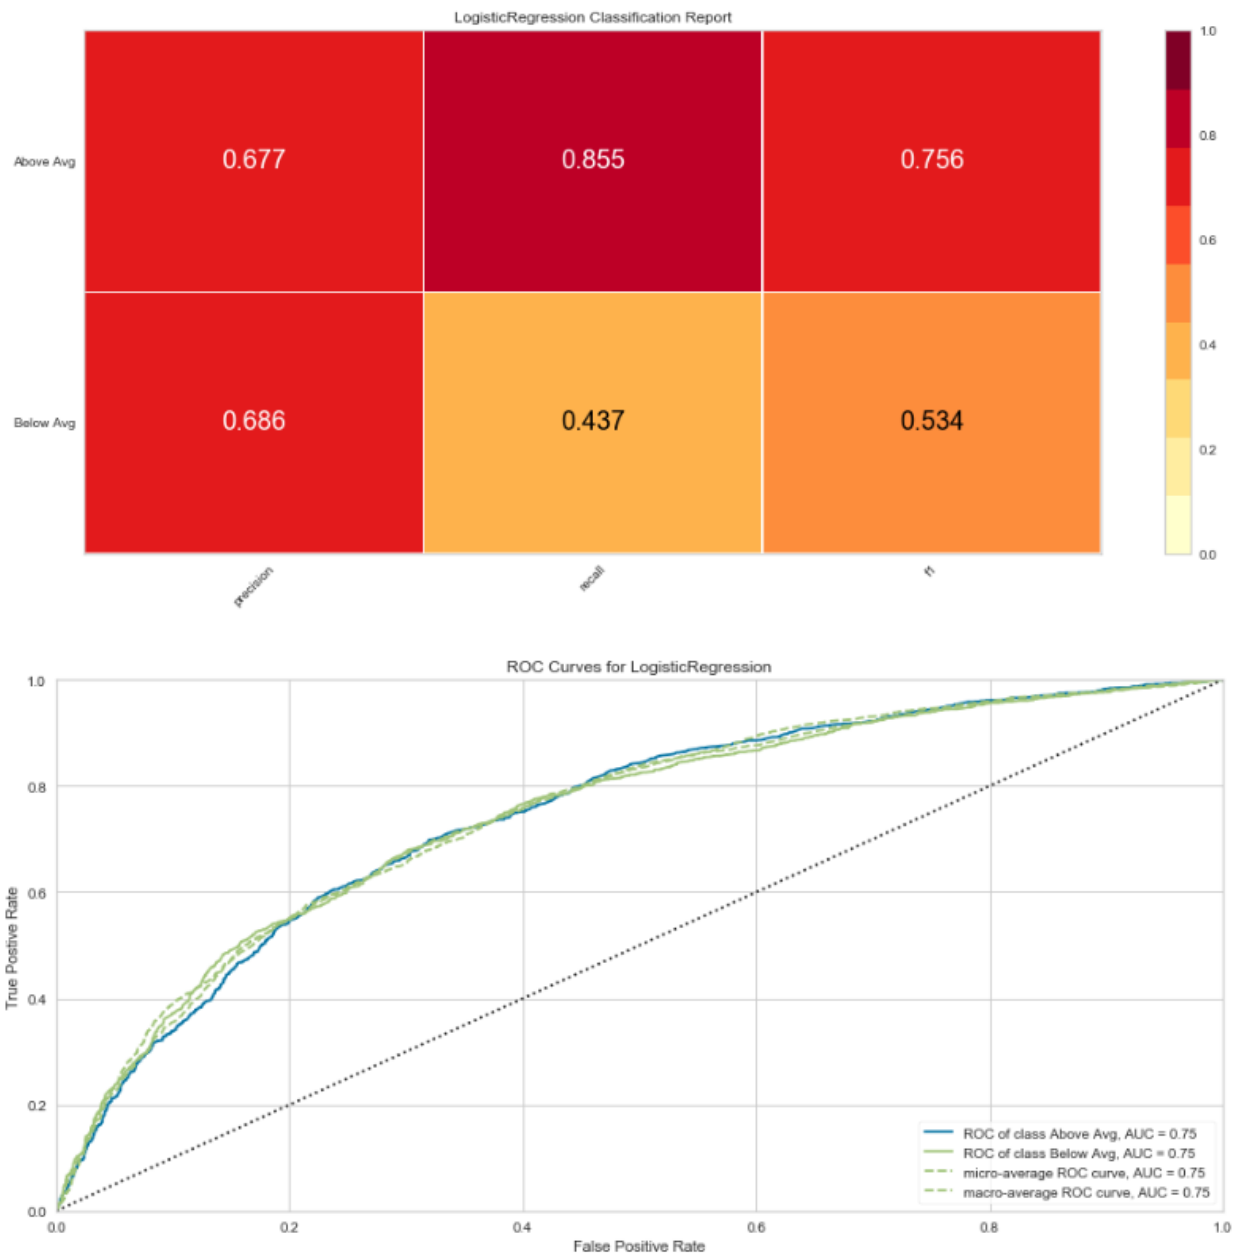 LogisticRegression Classification Report
1.0
Above Avg
0.677
0.855
0.756
0.8
0.6
0.4
Below Avg
0.686
0.437
0.534
0.2
0.0
precision
recall
f1
ROC Curves for LogisticRegression
1.0
0.8
0.6
0.4
0.2
0.0
True Postive Rate
ROC of class Above Avg, AUC = 0.75
ROC of class Below Avg, AUC = 0.75
micro-average ROC curve, AUC = 0.75
macro-average ROC curve, AUC = 0.75
0.0
0.2
0.4
0.6
0.8
1.0
False Positive Rate